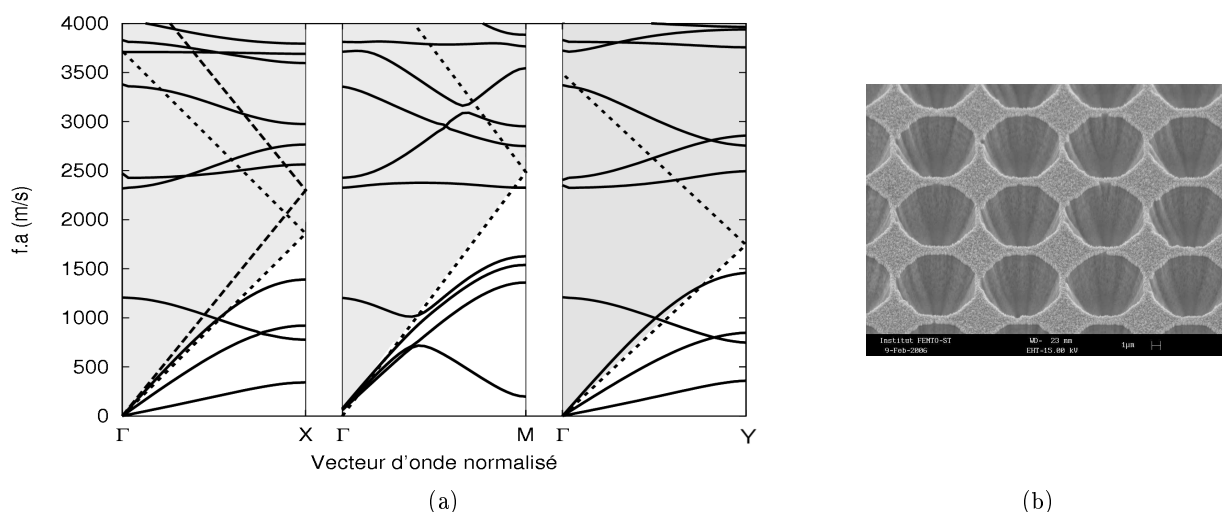 4000
3500
3000
2500
2000
1500
1000
500
0
f.a (m/s)
Γ X Γ M Γ Y
Vecteur d'onde normalisé
(a)
Institut FEMTO-ST WD= 23 mm 1µm
9-Feb-2006 EHT=15.00 kV
(b)